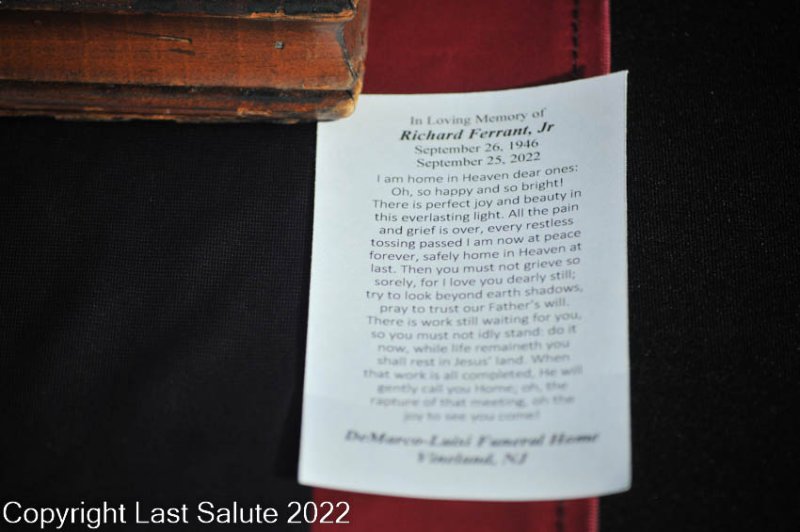 In Loving Memory of
Richard Ferrant, Jr
September 26, 1946
September 25, 2022
I am home in Heaven dear ones:
Oh, so happy and so bright!
There is perfect joy and beauty in
this everlasting light. All the pain
and grief is over, every restless
tossing passed I am now at peace
forever, safely home in Heaven at
last. Then you must not grieve so
sorely, for I love you dearly still;
try to look beyond earth shadows,
pray to trust our Father's will.
There is work still waiting for you,
so you must not idly stand: do it
now, while life remaineth you
shall rest in Jesus' land. When
that work is all completed, He will
gently call you Home; oh, the
rapture of that meeting, oh the
joy to see you come!
DeMarco-Luisi Funeral Home
Vineland, NJ
Copyright Last Salute 2022